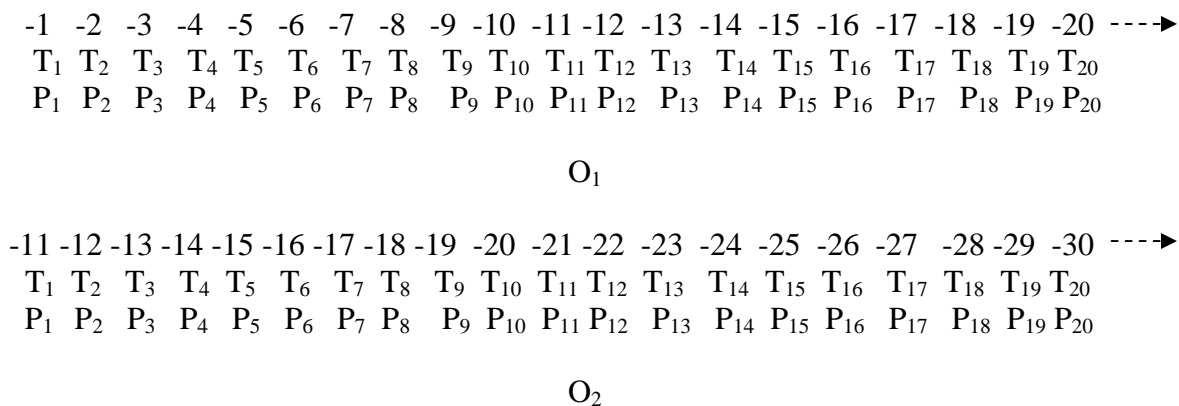 -1 -2 -3 -4 -5 -6 -7 -8 -9 -10 -11 -12 -13 -14 -15 -16 -17 -18 -19 -20
T₁ T₂ T₃ T₄ T₅ T₆ T₇ T₈ T₉ T₁₀ T₁₁ T₁₂ T₁₃ T₁₄ T₁₅ T₁₆ T₁₇ T₁₈ T₁₉ T₂₀
P₁ P₂ P₃ P₄ P₅ P₆ P₇ P₈ P₉ P₁₀ P₁₁ P₁₂ P₁₃ P₁₄ P₁₅ P₁₆ P₁₇ P₁₈ P₁₉ P₂₀
O₁
-11 -12 -13 -14 -15 -16 -17 -18 -19 -20 -21 -22 -23 -24 -25 -26 -27 -28 -29 -30
T₁ T₂ T₃ T₄ T₅ T₆ T₇ T₈ T₉ T₁₀ T₁₁ T₁₂ T₁₃ T₁₄ T₁₅ T₁₆ T₁₇ T₁₈ T₁₉ T₂₀
P₁ P₂ P₃ P₄ P₅ P₆ P₇ P₈ P₉ P₁₀ P₁₁ P₁₂ P₁₃ P₁₄ P₁₅ P₁₆ P₁₇ P₁₈ P₁₉ P₂₀
O₂